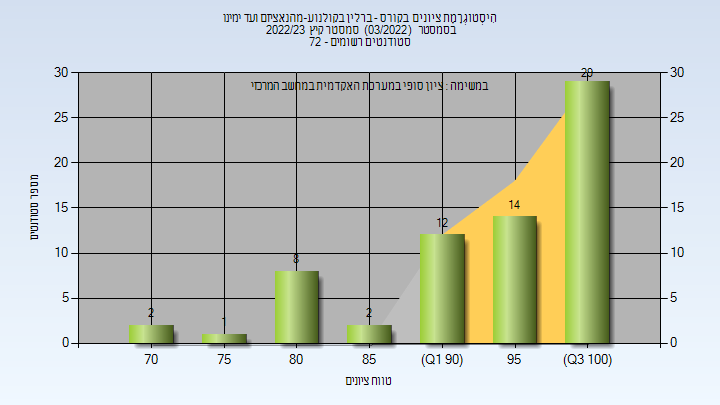 היסטוגרמת ציונים בקורס - ברלין בקולנוע-מהנאציזם ועד ימינו
בסמסטר (03/2022) סמסטר קיץ 2022/23
סטודנטים רשומים - 72
במשימה : ציון סופי במערכת האקדמית במחשב המרכזי
מספר סטודנטים
30 30
25 25
20 20
15 15
10 10
5 5
0 0
2 1 8 2 12 14 29
70 75 80 85 (Q1 90) 95 (Q3 100)
טווח ציונים